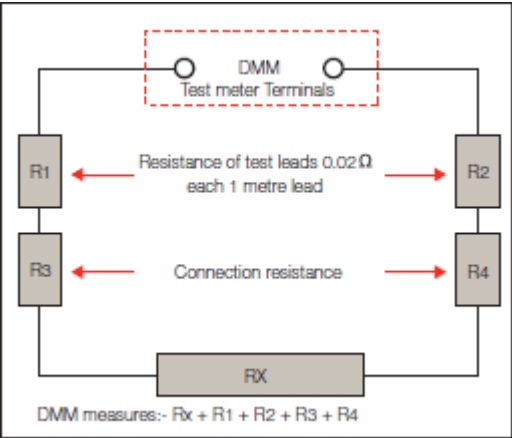 DMM
Test meter Terminals
R1
Resistance of test leads 0.02 Ω
each 1 metre lead
R2
R3
Connection resistance
R4
RX
DMM measures:- Rx + R1 + R2 + R3 + R4